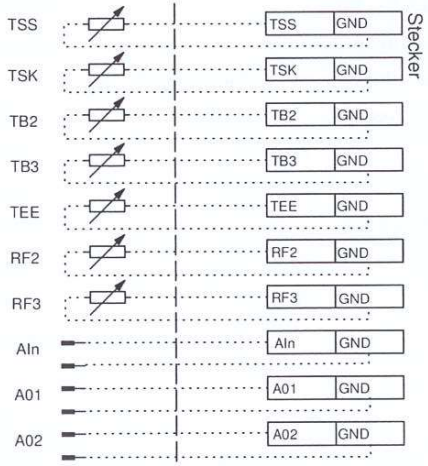 Stecker
TSS TSS GND
TSK TSK GND
TB2 TB2 GND
TB3 TB3 GND
TEE TEE GND
RF2 RF2 GND
RF3 RF3 GND
AIn AIn GND
A01 A01 GND
A02 A02 GND